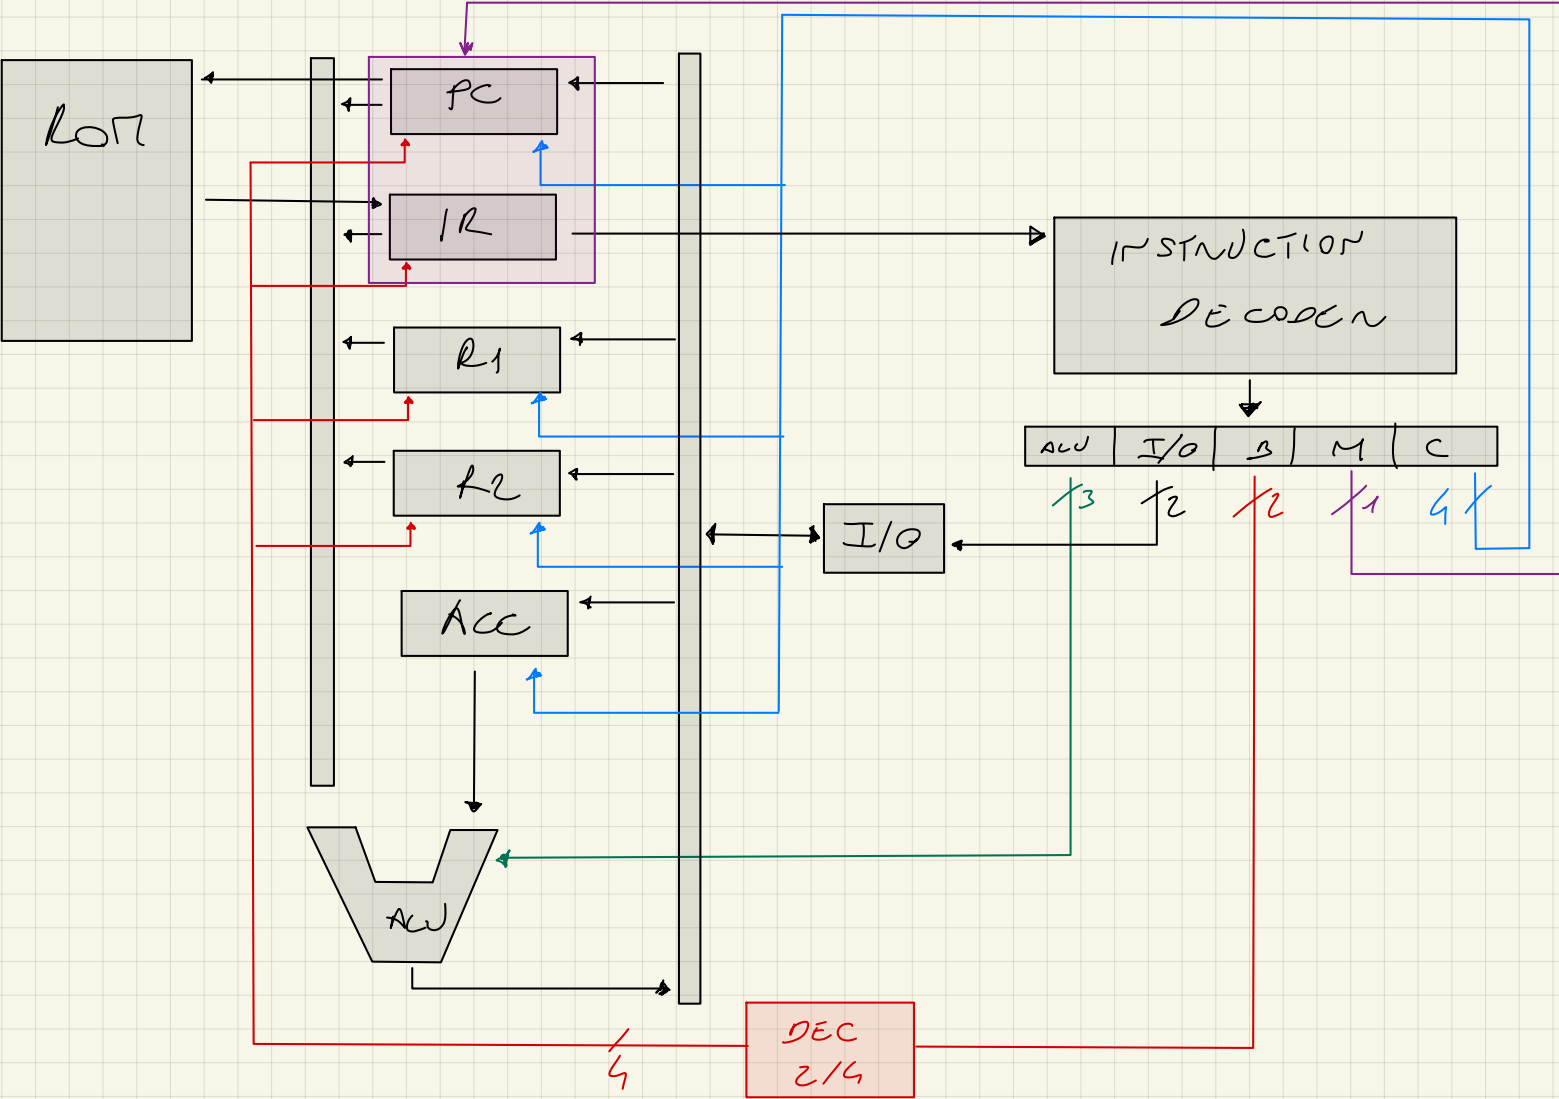 ROM
PC
IR
INSTRUCTION
DECODER
R1
R2
ALU I/O B M C
3 2 2 1 4
I/O
ACC
ALU
DEC
2/4
4